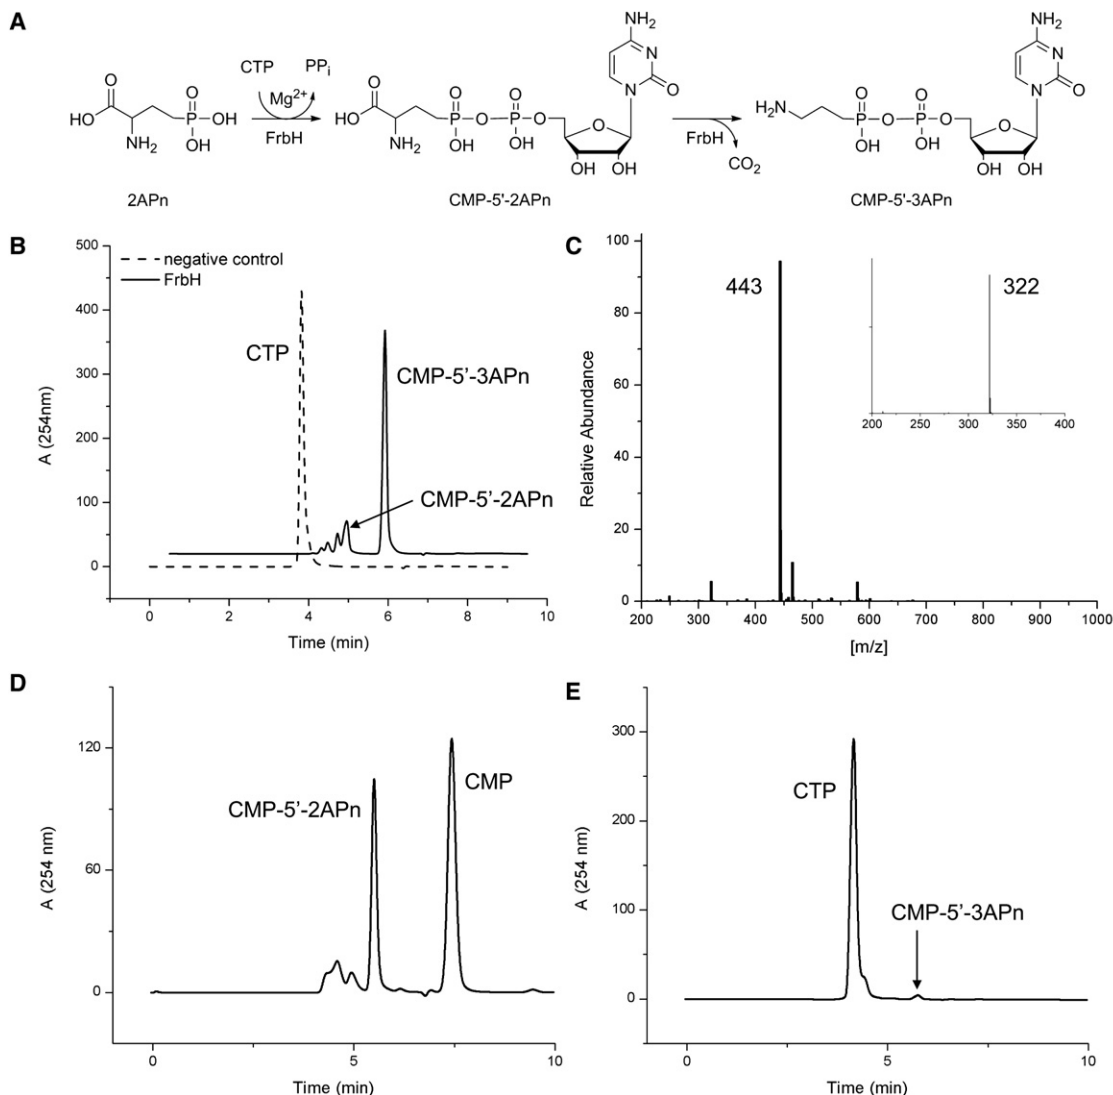 A
CTP PPi
Mg2+
FrbH
O
HO
NH2
O
P
OH
OH
2APn
O
HO
NH2
O
P
OH
O
O
P
OH
O
O
OH OH
NH2
N
N
O
CMP-5'-2APn
FrbH
CO2
H2N
O
P
OH
O
O
P
OH
O
O
OH OH
NH2
N
N
O
CMP-5'-3APn
B
negative control
FrbH
CTP
CMP-5'-3APn
CMP-5'-2APn
500
400
300
200
100
0
A (254nm)
0 2 4 6 8 10
Time (min)
C
443
322
200 250 300 350 400
100
80
60
40
20
0
Relative Abundance
200 300 400 500 600 700 800 900 1000
[m/z]
D
CMP-5'-2APn
CMP
120
60
0
A (254 nm)
0 5 10
Time (min)
E
CTP
CMP-5'-3APn
300
200
100
0
A (254 nm)
0 5 10
Time (min)